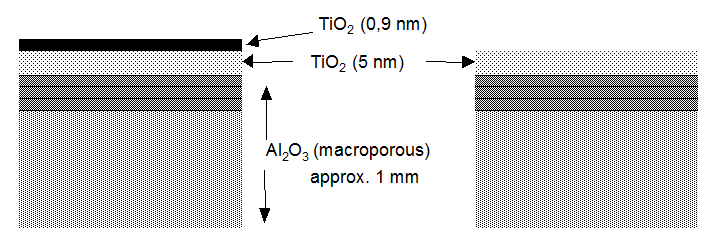 TiO₂ (0,9 nm)
TiO₂ (5 nm)
Al₂O₃ (macroporous)
approx. 1 mm